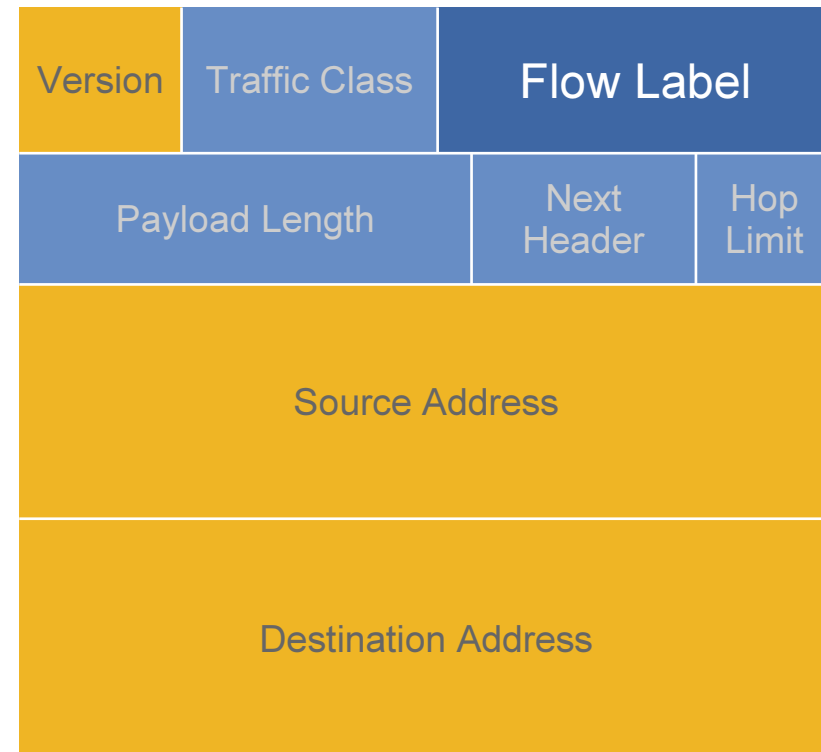 Version
Traffic Class
Flow Label
Payload Length
Next
Header
Hop
Limit
Source Address
Destination Address